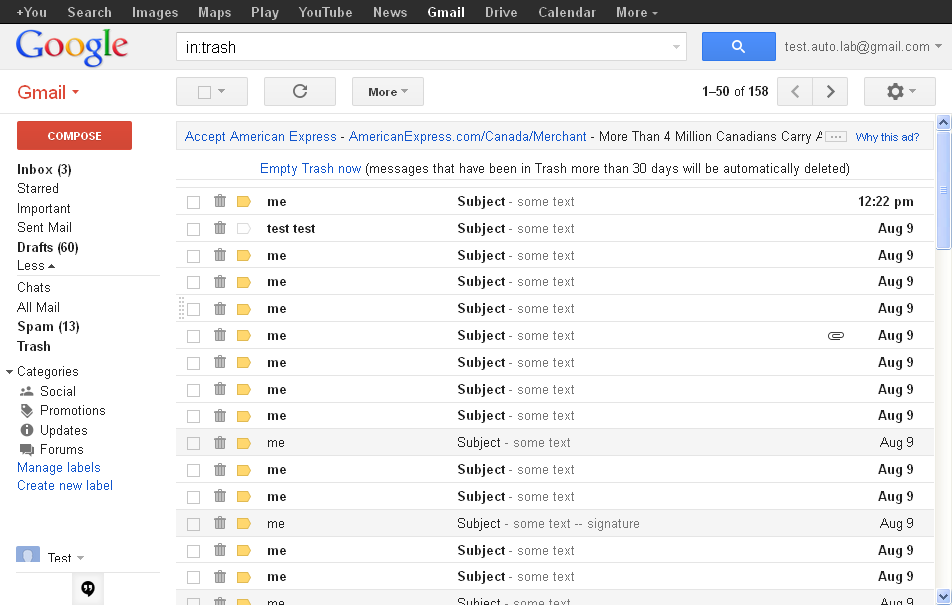 +You Search Images Maps Play YouTube News Gmail Drive Calendar More
Google in:trash test.auto.lab@gmail.com
Gmail More 1–50 of 158
COMPOSE
Inbox (3)
Starred
Important
Sent Mail
Drafts (60)
Less
Chats
All Mail
Spam (13)
Trash
Categories
Social
Promotions
Updates
Forums
Manage labels
Create new label
Test
Accept American Express - AmericanExpress.com/Canada/Merchant - More Than 4 Million Canadians Carry A Why this ad?
Empty Trash now (messages that have been in Trash more than 30 days will be automatically deleted)
me Subject - some text 12:22 pm
test test Subject - some text Aug 9
me Subject - some text Aug 9
me Subject - some text Aug 9
me Subject - some text Aug 9
me Subject - some text Aug 9
me Subject - some text Aug 9
me Subject - some text Aug 9
me Subject - some text Aug 9
me Subject - some text Aug 9
me Subject - some text Aug 9
me Subject - some text Aug 9
me Subject - some text -- signature Aug 9
me Subject - some text Aug 9
me Subject - some text Aug 9
me Subject - some text Aug 9